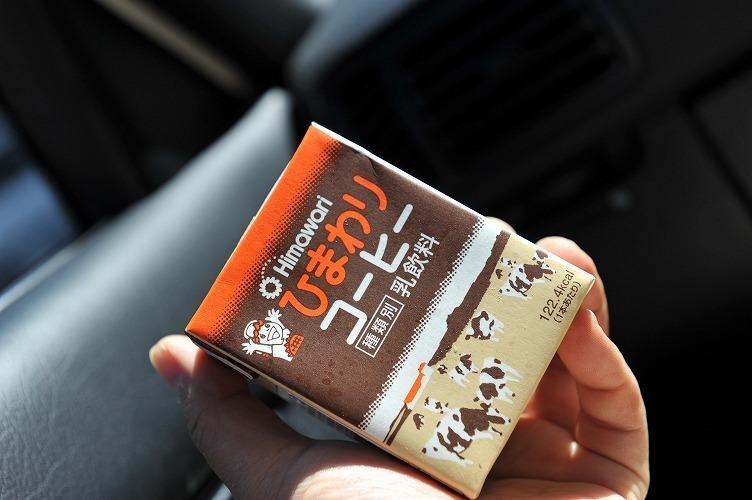 Himawari
ひまわり
コーヒー
種類別 乳飲料
122.4kcal
(1本あたり)